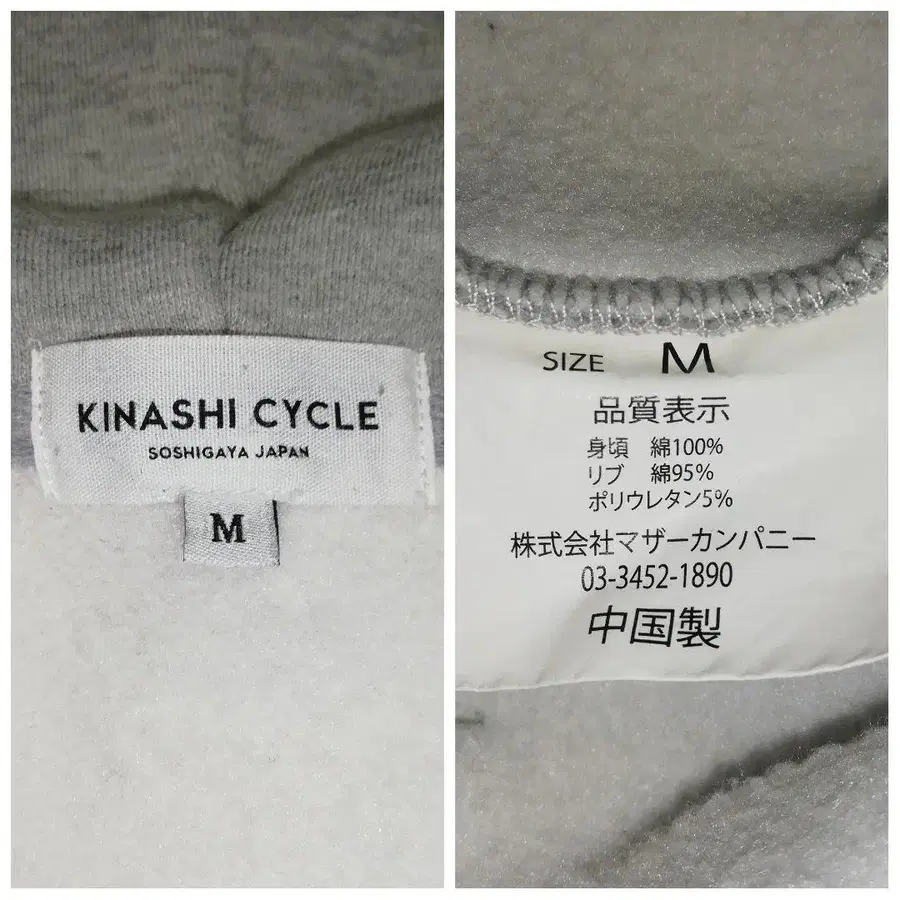 KINASHI CYCLE
SOSHIGAYA JAPAN
M
SIZE M
品質表示
身頃 綿100%
リブ 綿95%
ポリウレタン5%
株式会社マザーカンパニー
03-3452-1890
中国製